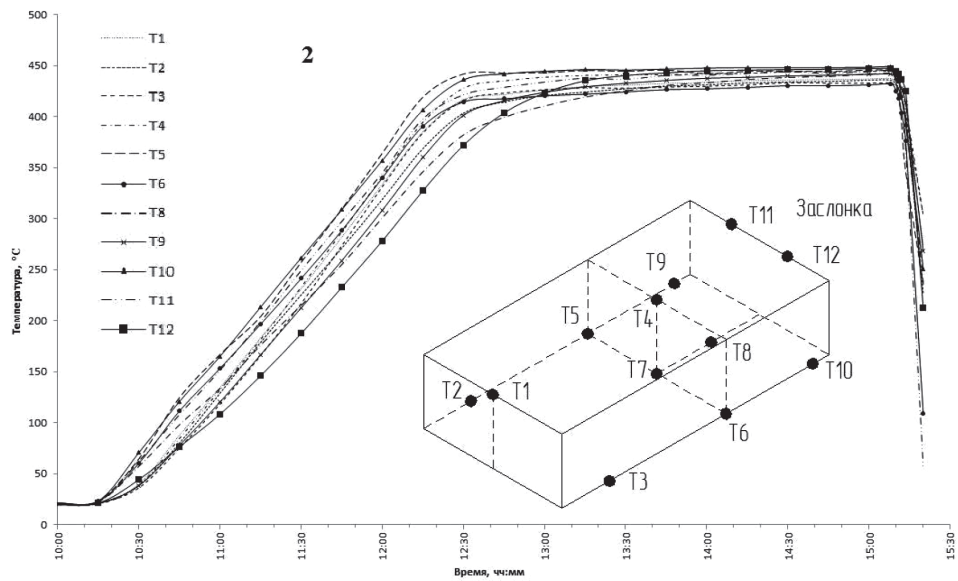 500
450
400
350
300
250
200
150
100
50
0
Температура, °С
T1
T2
T3
T4
T5
T6
T8
T9
T10
T11
T12
2
Заслонка
T11
T12
T9
T5
T4
T8
T7
T10
T2
T1
T6
T3
10:00
10:30
11:00
11:30
12:00
12:30
13:00
13:30
14:00
14:30
15:00
15:30
Время, чч:мм